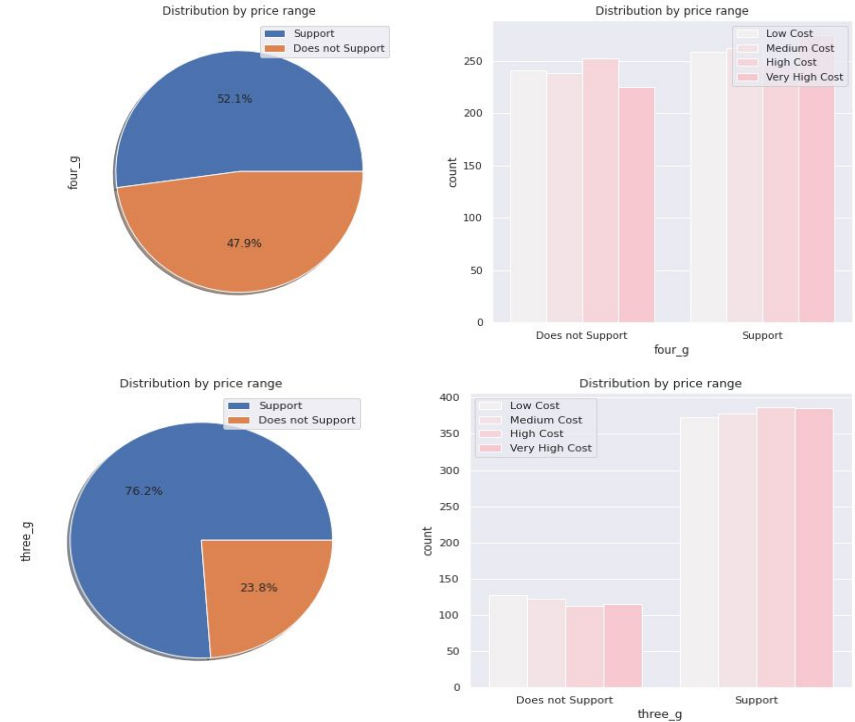 Distribution by price range
Support
Does not Support
52.1%
47.9%
four_g
Distribution by price range
Low Cost
Medium Cost
High Cost
Very High Cost
250
200
150
100
50
0
count
Does not Support Support
four_g
Distribution by price range
Support
Does not Support
76.2%
23.8%
three_g
Distribution by price range
Low Cost
Medium Cost
High Cost
Very High Cost
400
350
300
250
200
150
100
50
0
count
Does not Support Support
three_g